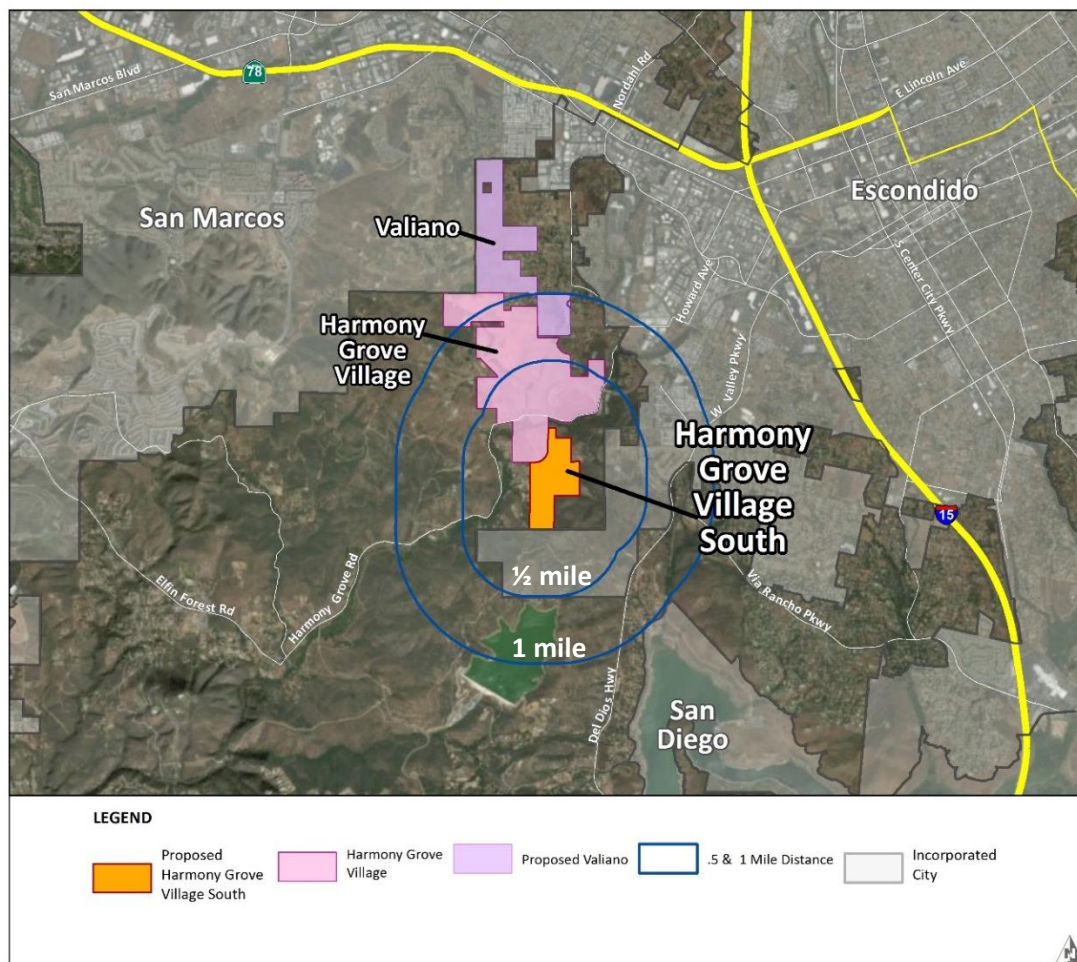 78
San Marcos Blvd
Nordahl Rd
E Lincoln Ave
San Marcos
Escondido
Valiano
S Center City Pkwy
Howard Ave
Harmony
Grove
Village
W Valley Pkwy
Harmony
Grove
Village
South
15
½ mile
Elfin Forest Rd
Harmony Grove Rd
Via Rancho Pkwy
1 mile
Del Dios Hwy
San
Diego
LEGEND
Proposed
Harmony Grove
Village South
Harmony Grove
Village
Proposed Valiano
.5 & 1 Mile Distance
Incorporated
City
N